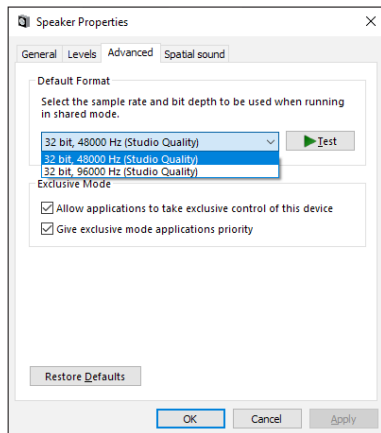 Speaker Properties
General Levels Advanced Spatial sound
Default Format
Select the sample rate and bit depth to be used when running
in shared mode.
32 bit, 48000 Hz (Studio Quality) Test
32 bit, 48000 Hz (Studio Quality)
32 bit, 96000 Hz (Studio Quality)
Exclusive Mode
Allow applications to take exclusive control of this device
Give exclusive mode applications priority
Restore Defaults
OK Cancel Apply